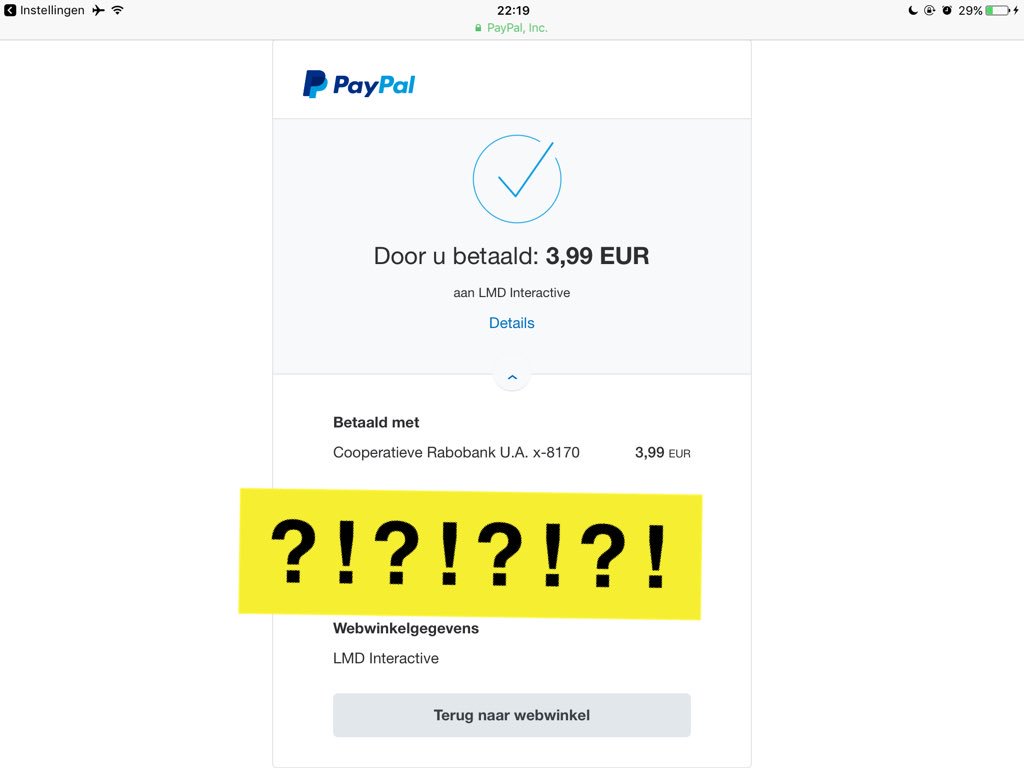 Instellingen
22:19
29%
PayPal, Inc.
PayPal
Door u betaald: 3,99 EUR
aan LMD Interactive
Details
Betaald met
Cooperatieve Rabobank U.A. x-8170 3,99 EUR
?!?!?!?!
Webwinkelgegevens
LMD Interactive
Terug naar webwinkel